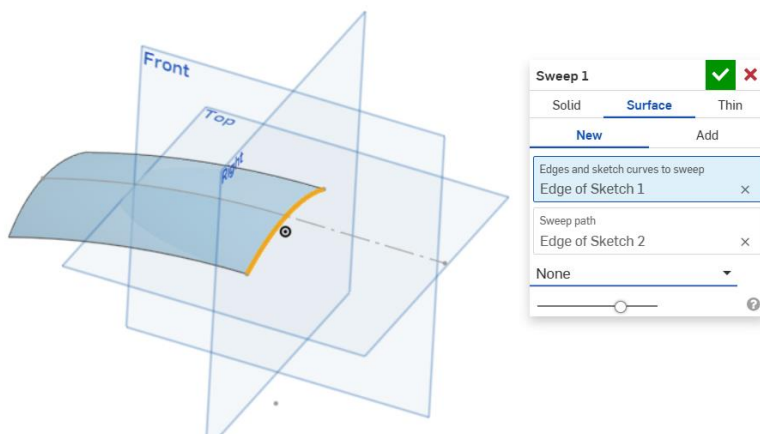 Front
Top
Right
Sweep 1
Solid Surface Thin
New Add
Edges and sketch curves to sweep
Edge of Sketch 1
Sweep path
Edge of Sketch 2
None